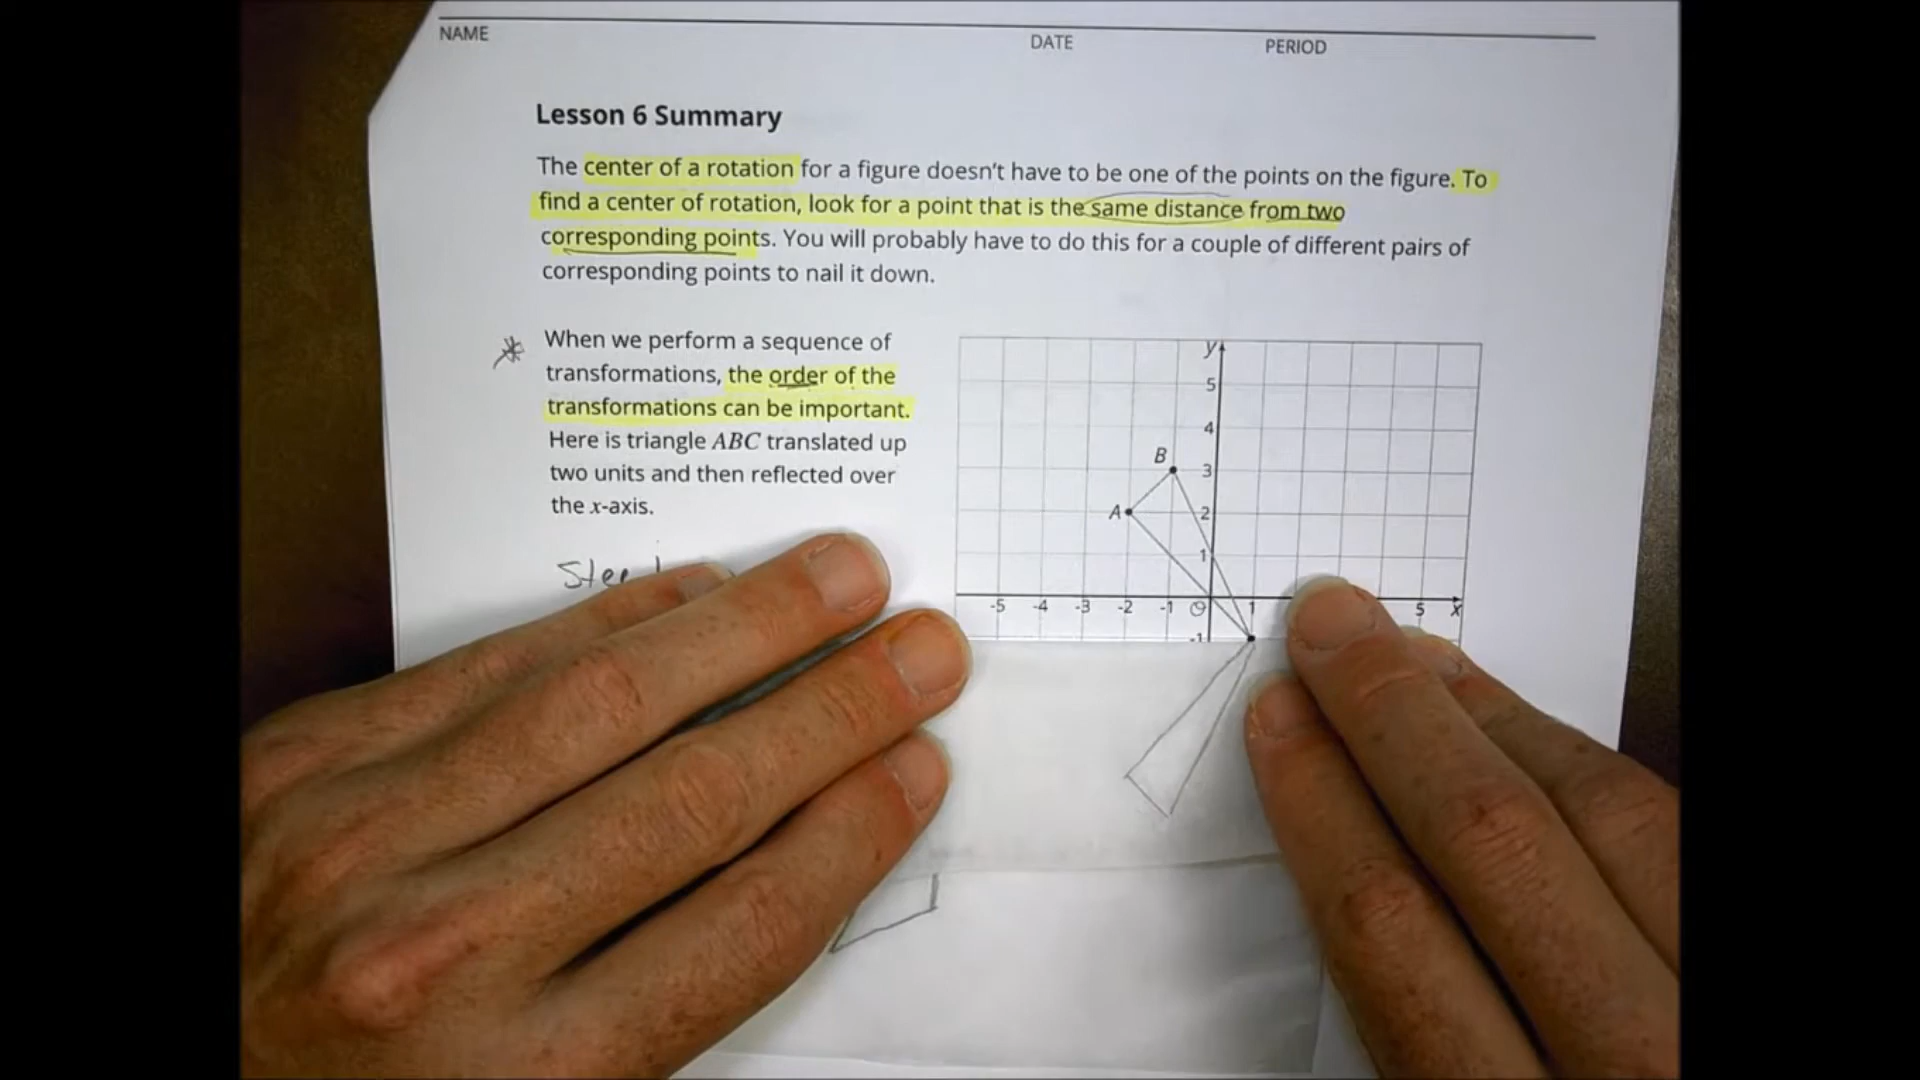 NAME DATE PERIOD
Lesson 6 Summary
The center of a rotation for a figure doesn't have to be one of the points on the figure. To
find a center of rotation, look for a point that is the same distance from two
corresponding points. You will probably have to do this for a couple of different pairs of
corresponding points to nail it down.
When we perform a sequence of
transformations, the order of the
transformations can be important.
Here is triangle ABC translated up
two units and then reflected over
the x-axis.
y
5
4
B
3
A
2
1
-5 -4 -3 -2 -1 O 1 5 x
-1